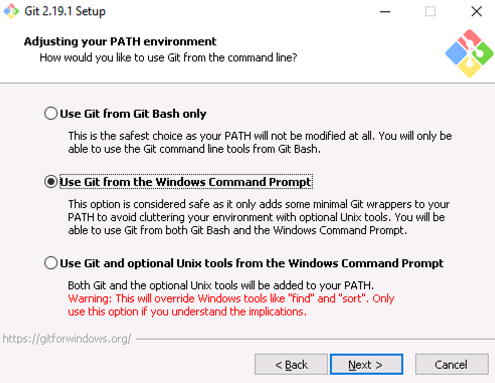 Git 2.19.1 Setup
Adjusting your PATH environment
How would you like to use Git from the command line?
Use Git from Git Bash only
This is the safest choice as your PATH will not be modified at all. You will only be
able to use the Git command line tools from Git Bash.
Use Git from the Windows Command Prompt
This option is considered safe as it only adds some minimal Git wrappers to your
PATH to avoid cluttering your environment with optional Unix tools. You will be
able to use Git from both Git Bash and the Windows Command Prompt.
Use Git and optional Unix tools from the Windows Command Prompt
Both Git and the optional Unix tools will be added to your PATH.
Warning: This will override Windows tools like "find" and "sort". Only
use this option if you understand the implications.
https://gitforwindows.org/
< Back Next > Cancel